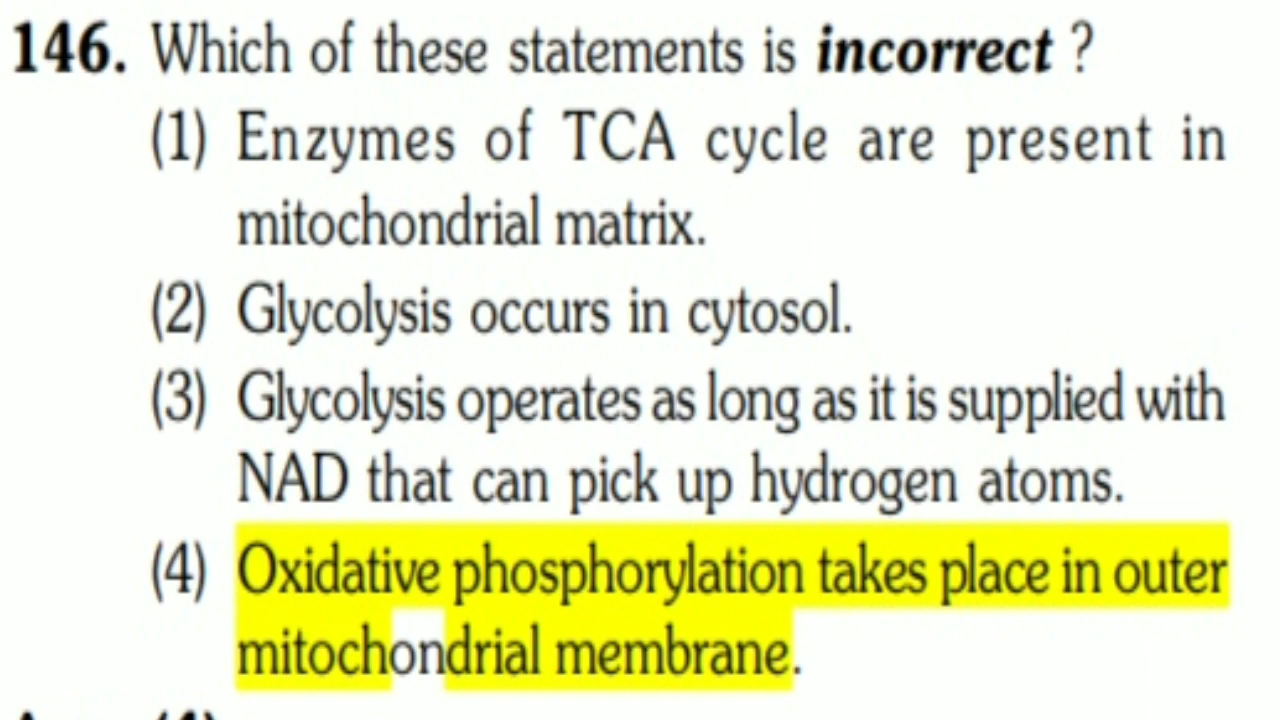 146. Which of these statements is incorrect ?
(1) Enzymes of TCA cycle are present in
mitochondrial matrix.
(2) Glycolysis occurs in cytosol.
(3) Glycolysis operates as long as it is supplied with
NAD that can pick up hydrogen atoms.
(4) Oxidative phosphorylation takes place in outer
mitochondrial membrane.